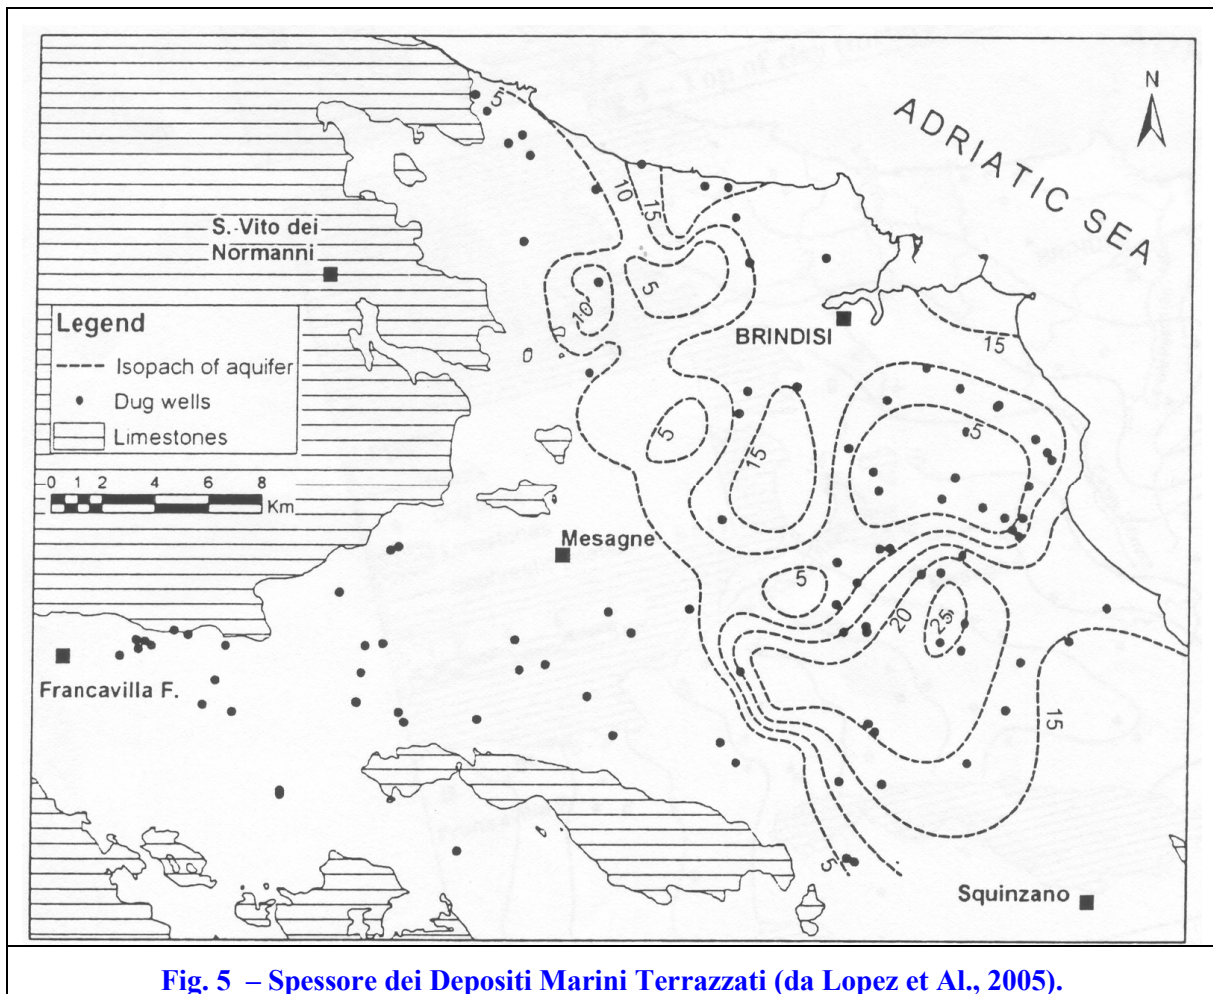 N
ADRIATIC SEA
5
10
15
S. Vito dei
Normanni
5
10
Legend
Isopach of aquifer
Dug wells
Limestones
BRINDISI
15
5
15
5
0 1 2 4 6 8
Km
Mesagne
5
20
25
Francavilla F.
15
5
Squinzano
Fig. 5 – Spessore dei Depositi Marini Terrazzati (da Lopez et Al., 2005).